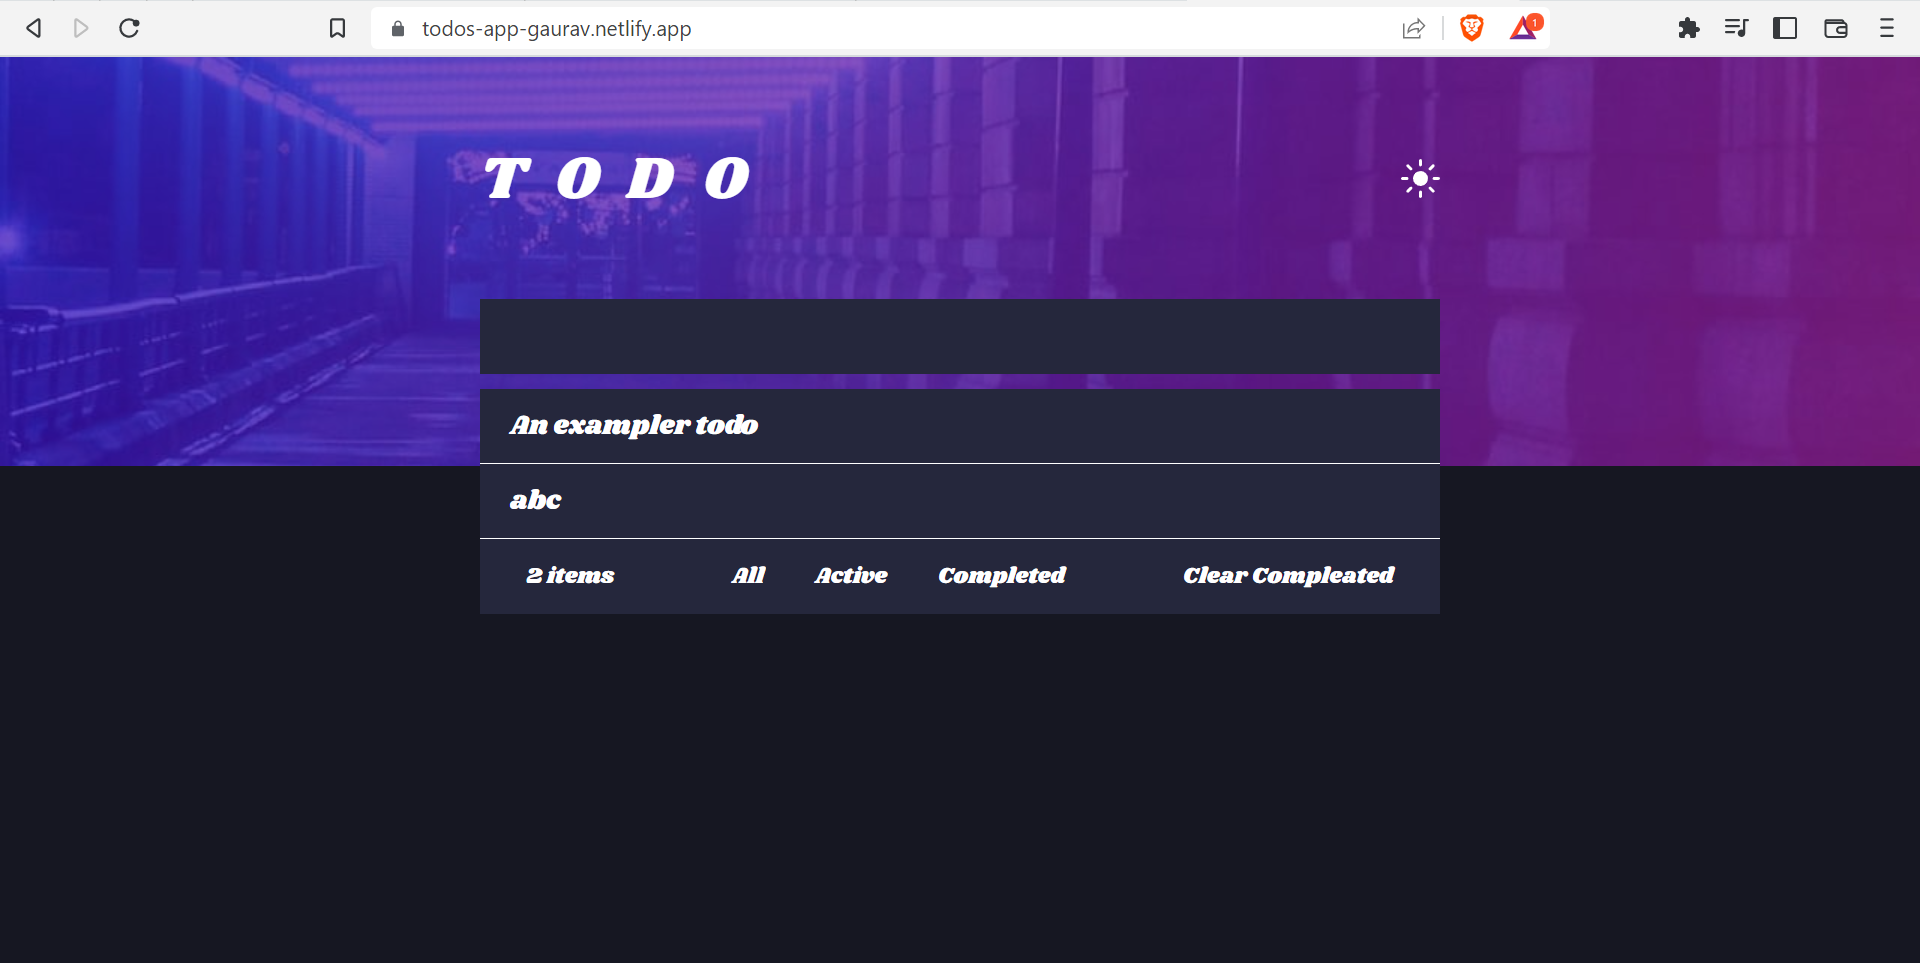 todos-app-gaurav.netlify.app
1
T O D O
An exampler todo
abc
2 items All Active Completed Clear Compleated